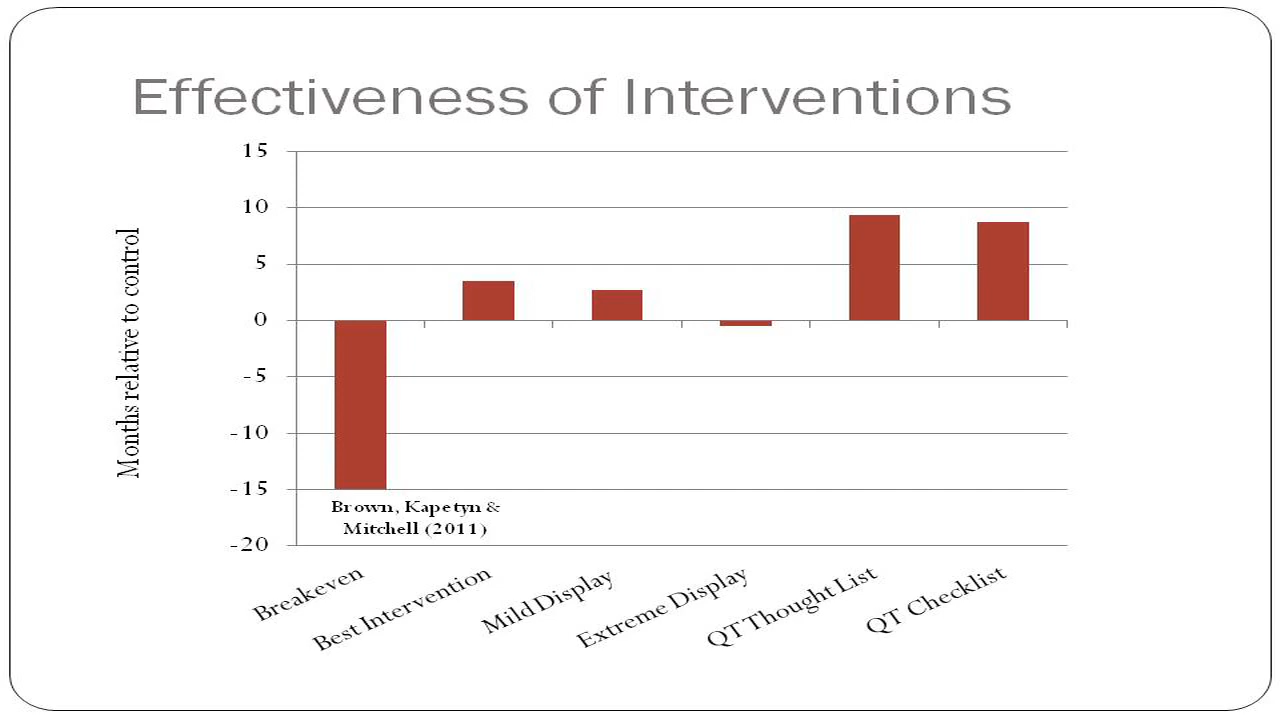 Effectiveness of Interventions
Months relative to control
15
10
5
0
-5
-10
-15
-20
Brown, Kapetyn &
Mitchell (2011)
Breakeven
Best Intervention
Mild Display
Extreme Display
QT Thought List
QT Checklist